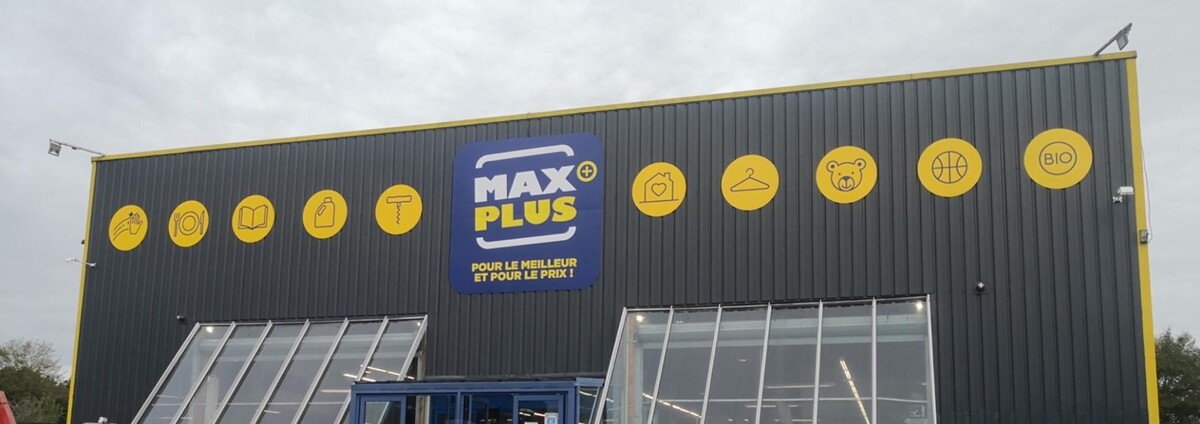 MAX +
PLUS
POUR LE MEILLEUR
ET POUR LE PRIX !
BIO